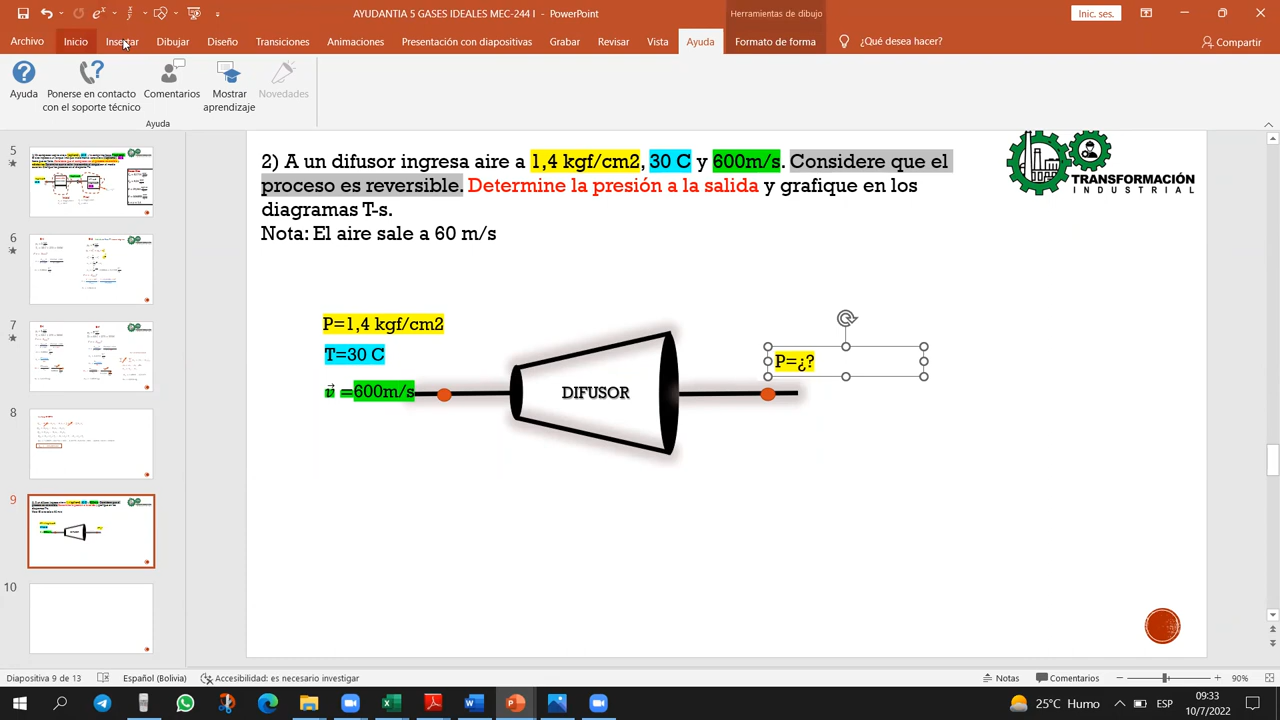 AYUDANTIA 5 GASES IDEALES MEC-244 I - PowerPoint
Herramientas de dibujo
Inic. ses.
Archivo Inicio Dibujar Diseño Transiciones Animaciones Presentación con diapositivas Grabar Revisar Vista Ayuda Formato de forma ¿Qué desea hacer? Compartir
Ayuda
Ponerse en contacto
con el soporte técnico
Comentarios
Mostrar
aprendizaje
Novedades
Ayuda
2) A un difusor ingresa aire a 1,4 kgf/cm2, 30 C y 600m/s. Considere que el
proceso es reversible. Determine la presión a la salida y grafique en los
diagramas T-s.
Nota: El aire sale a 60 m/s
TRANSFORMACIÓN
INDUSTRIAL
P=1,4 kgf/cm2
T=30 C
v⃗ =600m/s
DIFUSOR
P=¿?
7
8
9
10
Diapositiva 9 de 13 Español (Bolivia) Accesibilidad: es necesario investigar Notas Comentarios 90%
25°C Humo ESP
09:33
10/7/2022